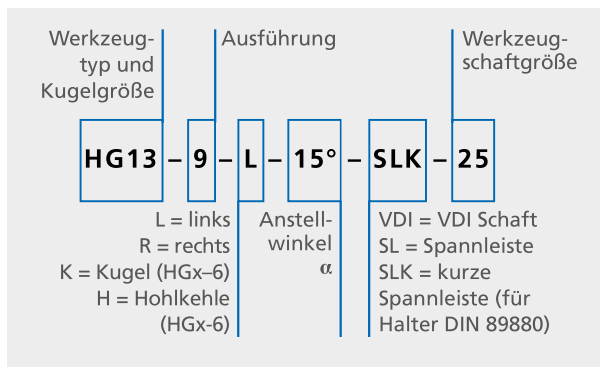 Werkzeug-
typ und
Kugelgröße
Ausführung
Werkzeug-
schaftgröße
HG13 – 9 – L – 15° – SLK – 25
L = links
R = rechts
K = Kugel (HGx–6)
H = Hohlkehle
(HGx-6)
Anstell-
winkel
α
VDI = VDI Schaft
SL = Spannleiste
SLK = kurze
Spannleiste (für
Halter DIN 89880)